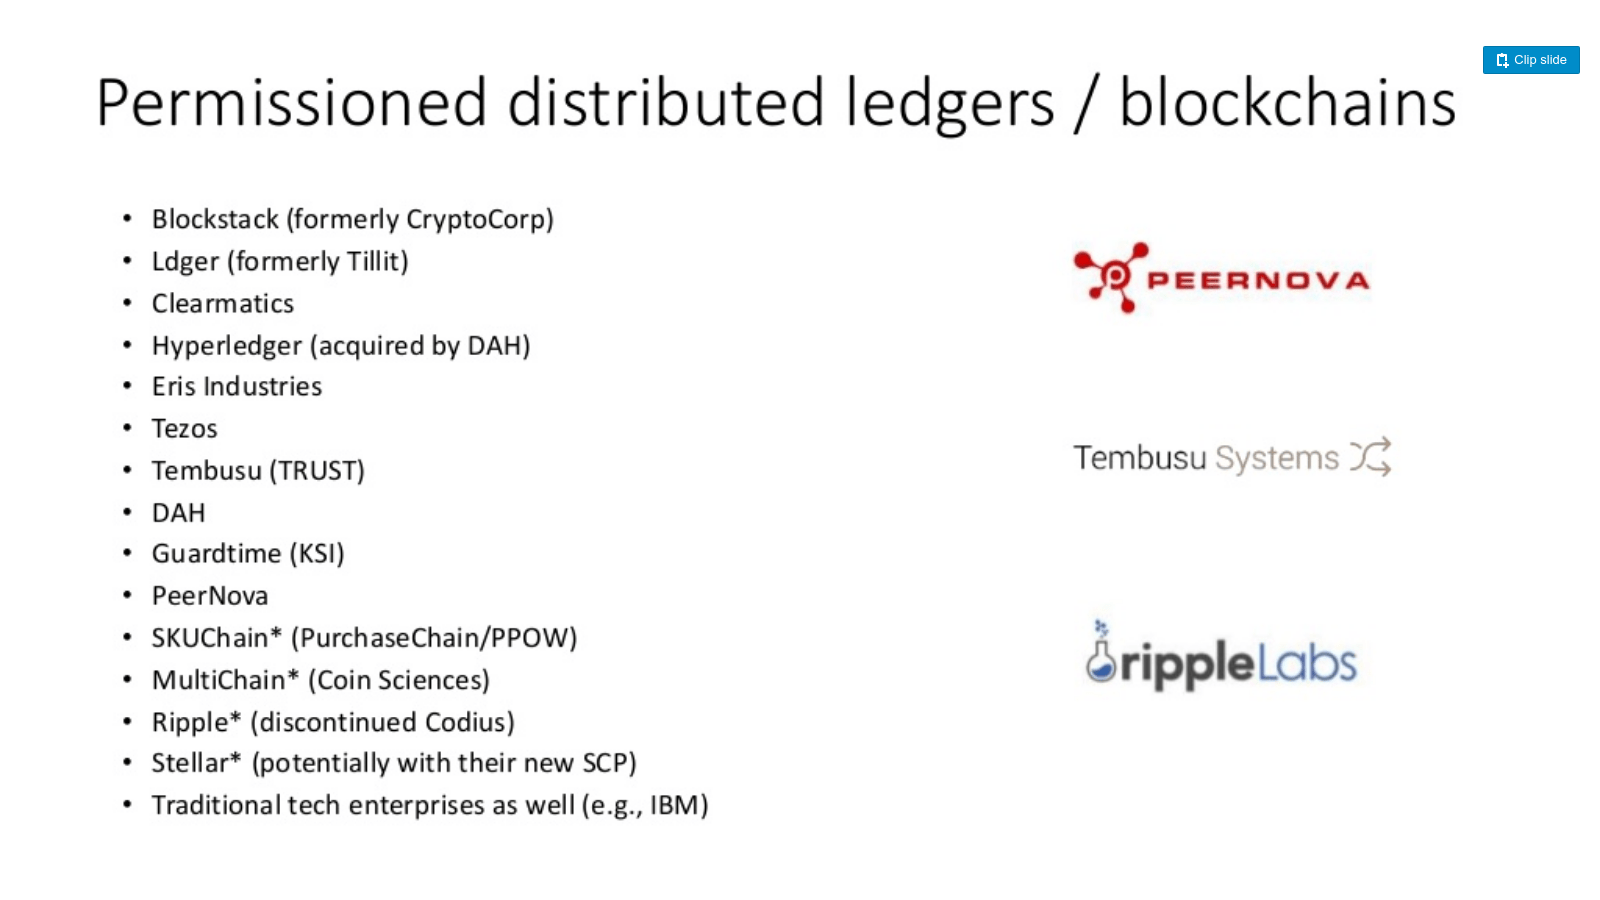 Clip slide
Permissioned distributed ledgers / blockchains
• Blockstack (formerly CryptoCorp)
• Ldger (formerly Tillit)
• Clearmatics
• Hyperledger (acquired by DAH)
• Eris Industries
• Tezos
• Tembusu (TRUST)
• DAH
• Guardtime (KSI)
• PeerNova
• SKUChain* (PurchaseChain/PPOW)
• MultiChain* (Coin Sciences)
• Ripple* (discontinued Codius)
• Stellar* (potentially with their new SCP)
• Traditional tech enterprises as well (e.g., IBM)
PEERNOVA
Tembusu Systems
rippleLabs